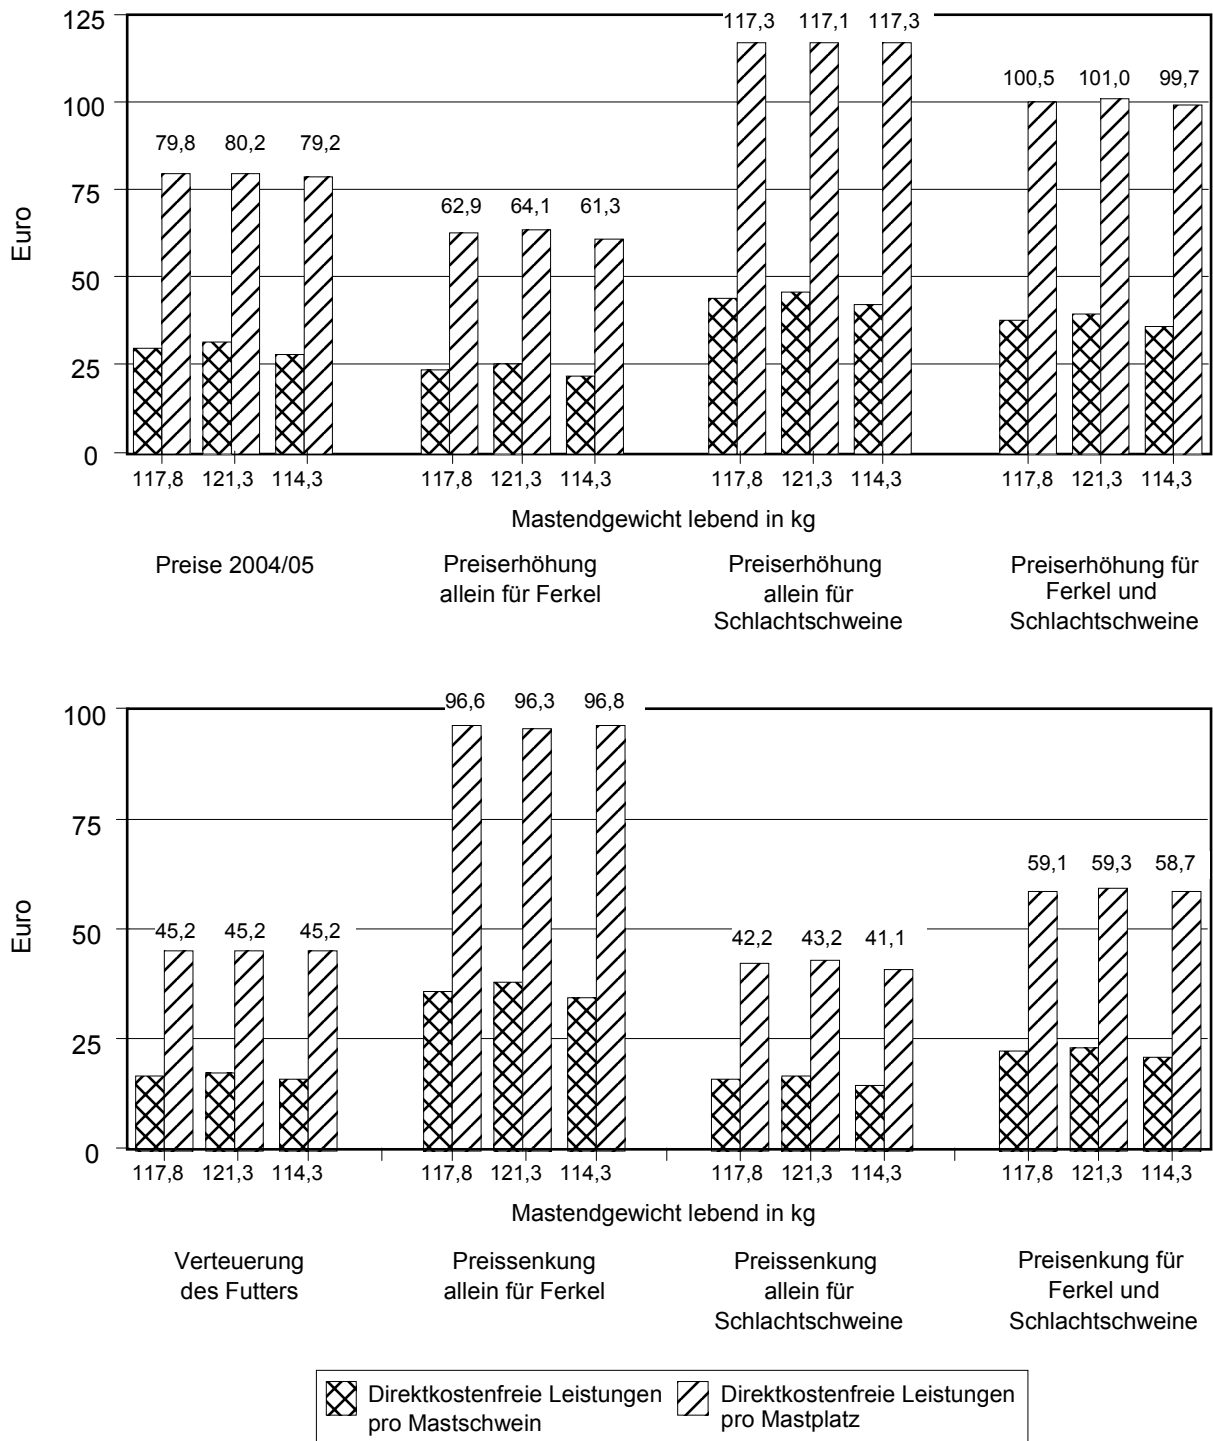 125
117,3 117,1 117,3
100,5 101,0 99,7
100
79,8 80,2 79,2
75
62,9 64,1 61,3
Euro
50
25
0
117,8 121,3 114,3 117,8 121,3 114,3 117,8 121,3 114,3 117,8 121,3 114,3
Mastendgewicht lebend in kg
Preise 2004/05
Preiserhöhung
allein für Ferkel
Preiserhöhung
allein für
Schlachtschweine
Preiserhöhung für
Ferkel und
Schlachtschweine
100
96,6 96,3 96,8
75
59,1 59,3 58,7
50
45,2 45,2 45,2
42,2 43,2 41,1
Euro
25
0
117,8 121,3 114,3 117,8 121,3 114,3 117,8 121,3 114,3 117,8 121,3 114,3
Mastendgewicht lebend in kg
Verteuerung
des Futters
Preissenkung
allein für Ferkel
Preissenkung
allein für
Schlachtschweine
Preisenkung für
Ferkel und
Schlachtschweine
Direktkostenfreie Leistungen
pro Mastschwein
Direktkostenfreie Leistungen
pro Mastplatz